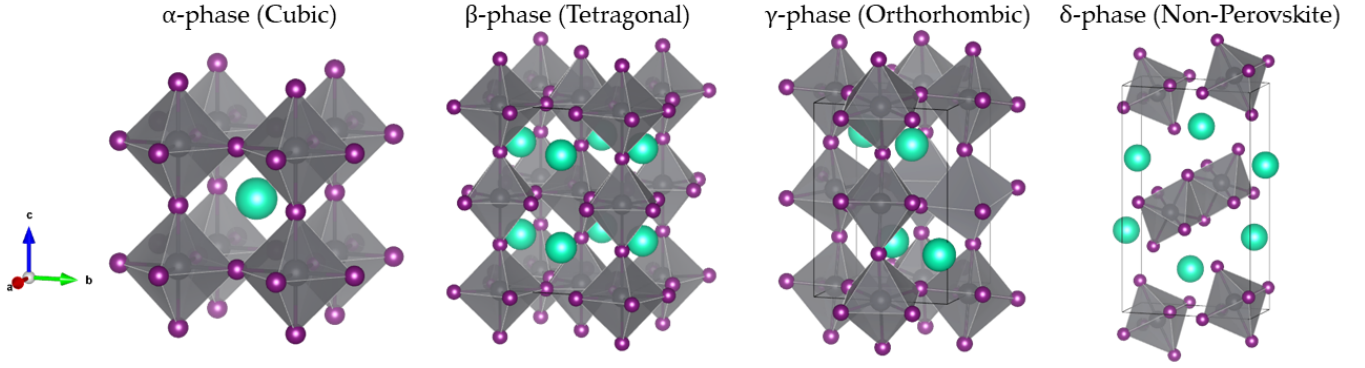 α-phase (Cubic)
β-phase (Tetragonal)
γ-phase (Orthorhombic)
δ-phase (Non-Perovskite)
c
a
b